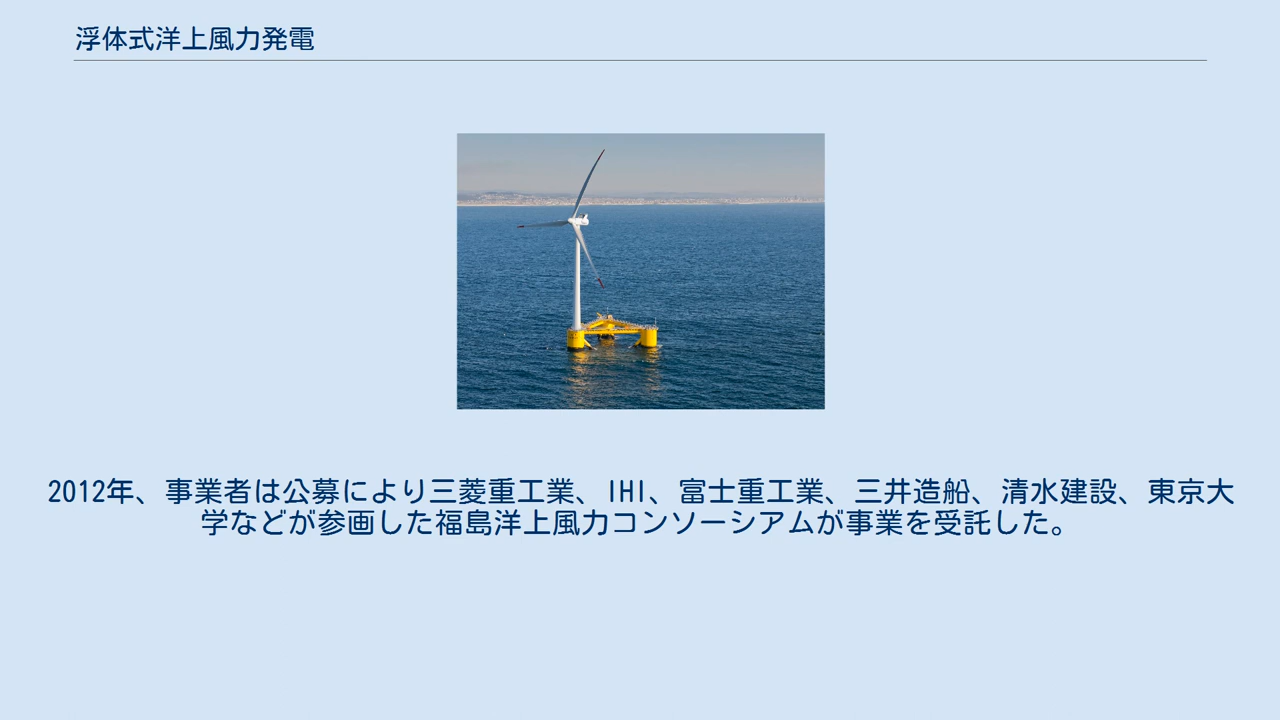 浮体式洋上風力発電
2012年、事業者は公募により三菱重工業、IHI、富士重工業、三井造船、清水建設、東京大
学などが参画した福島洋上風力コンソーシアムが事業を受託した。